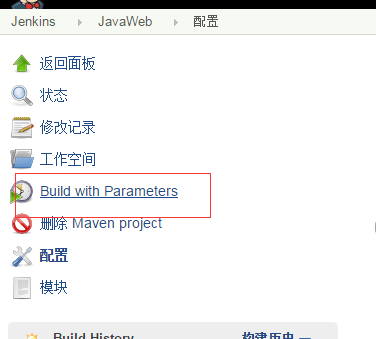 Jenkins JavaWeb 配置
返回面板
状态
修改记录
工作空间
Build with Parameters
删除 Maven project
配置
模块
Build History 构建历史